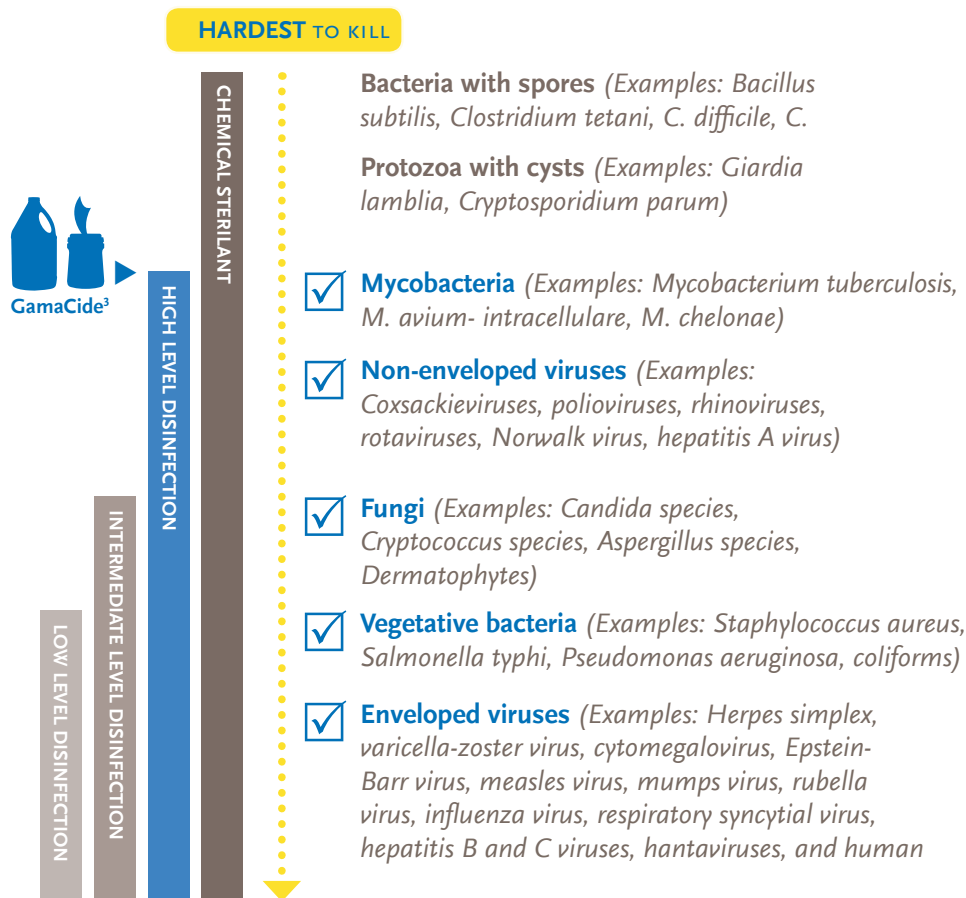 HARDEST TO KILL
CHEMICAL STERILANT
HIGH LEVEL DISINFECTION
INTERMEDIATE LEVEL DISINFECTION
LOW LEVEL DISINFECTION
GamaCide³
Bacteria with spores (Examples: Bacillus
subtilis, Clostridium tetani, C. difficile, C.
Protozoa with cysts (Examples: Giardia
lamblia, Cryptosporidium parum)
Mycobacteria (Examples: Mycobacterium tuberculosis,
M. avium- intracellulare, M. chelonae)
Non-enveloped viruses (Examples:
Coxsackieviruses, polioviruses, rhinoviruses,
rotaviruses, Norwalk virus, hepatitis A virus)
Fungi (Examples: Candida species,
Cryptococcus species, Aspergillus species,
Dermatophytes)
Vegetative bacteria (Examples: Staphylococcus aureus,
Salmonella typhi, Pseudomonas aeruginosa, coliforms)
Enveloped viruses (Examples: Herpes simplex,
varicella-zoster virus, cytomegalovirus, Epstein-
Barr virus, measles virus, mumps virus, rubella
virus, influenza virus, respiratory syncytial virus,
hepatitis B and C viruses, hantaviruses, and human